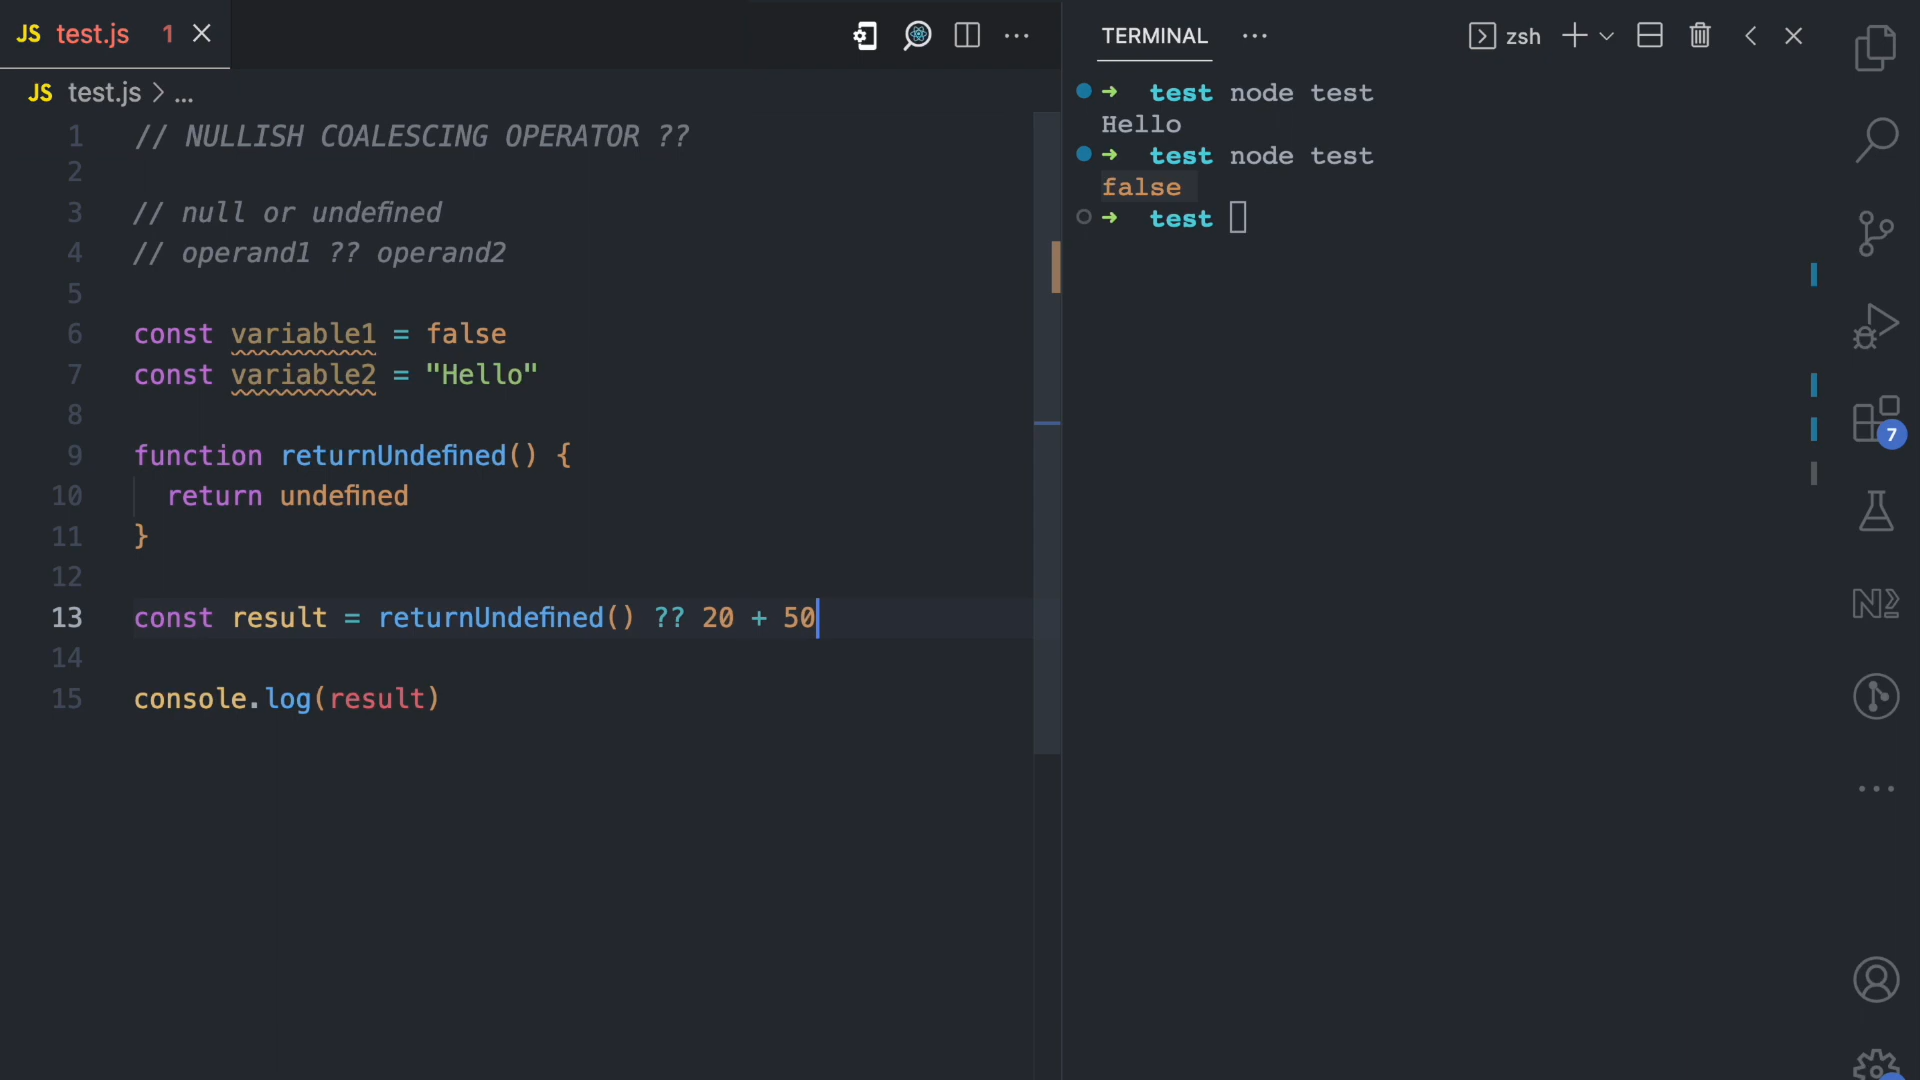 JS test.js 1
TERMINAL
zsh
JS test.js > ...
1 // NULLISH COALESCING OPERATOR ??
2
3 // null or undefined
4 // operand1 ?? operand2
5
6 const variable1 = false
7 const variable2 = "Hello"
8
9 function returnUndefined() {
10 return undefined
11 }
12
13 const result = returnUndefined() ?? 20 + 50
14
15 console.log(result)
➜ test node test
Hello
➜ test node test
false
➜ test
7
N